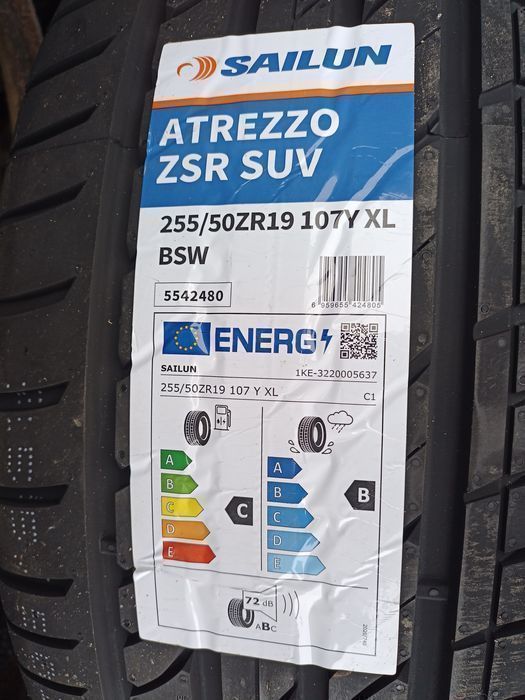 SAILUN
ATREZZO
ZSR SUV
255/50ZR19 107Y XL
BSW
5542480
6 959655 424805
ENERG
SAILUN
1KE-3220005637
255/50ZR19 107 Y XL
C1
A
B
C
D
E
C
A
B
C
D
E
B
72 dB
ABC